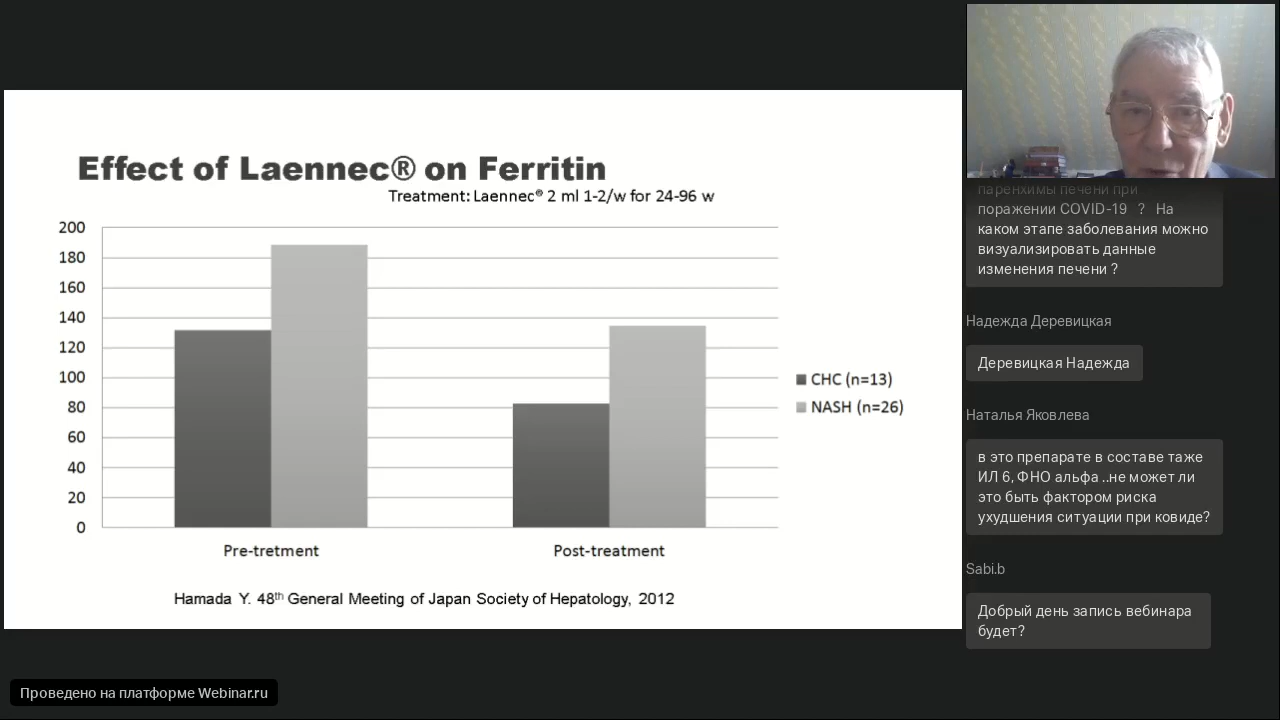 Effect of Laennec® on Ferritin
Treatment: Laennec® 2 ml 1-2/w for 24-96 w
200
180
160
140
120
100
80
60
40
20
0
Pre-tretment
Post-treatment
CHC (n=13)
NASH (n=26)
Hamada Y. 48th General Meeting of Japan Society of Hepatology, 2012
паренхимы печени при
поражении COVID-19 ? На
каком этапе заболевания можно
визуализировать данные
изменения печени ?
Надежда Деревицкая
Деревицкая Надежда
Наталья Яковлева
в это препарате в составе таже
ИЛ 6, ФНО альфа ..не может ли
это быть фактором риска
ухудшения ситуации при ковиде?
Sabi.b
Добрый день запись вебинара
будет?
Проведено на платформе Webinar.ru